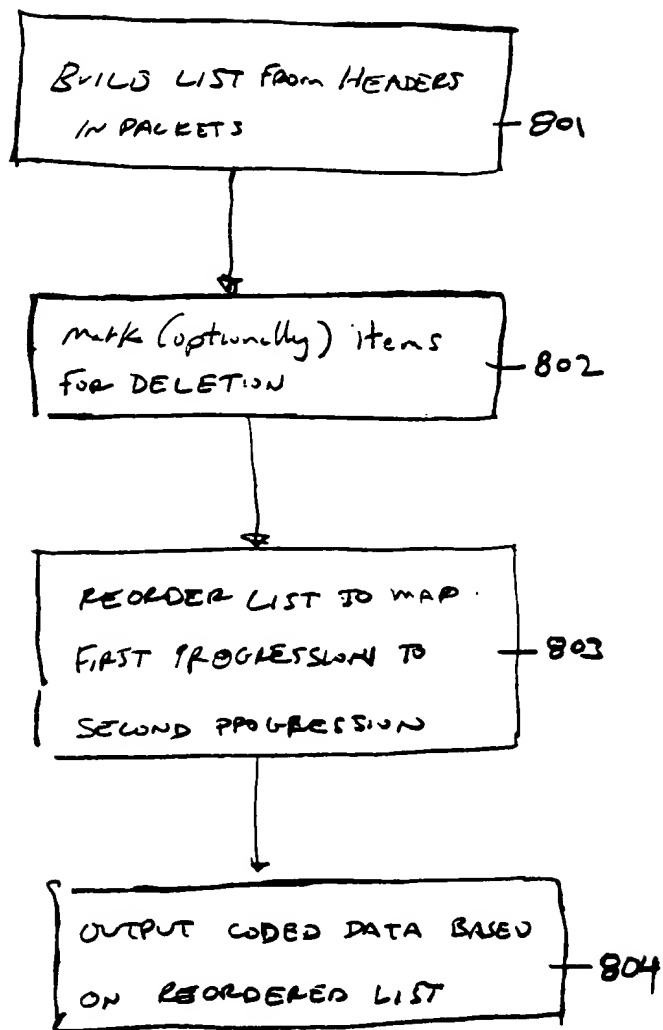 BUILD LIST FROM HEADERS
IN PACKETS
801
Mark (optionally) items
FOR DELETION
802
REORDER LIST TO MAP
FIRST PROGRESSION TO
SECOND PROGRESSION
803
OUTPUT CODED DATA BASED
ON REORDERED LIST
804